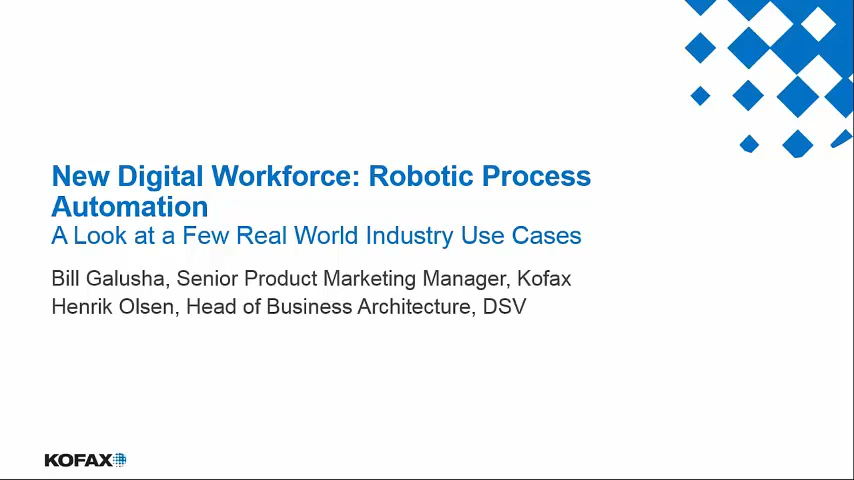 New Digital Workforce: Robotic Process
Automation
A Look at a Few Real World Industry Use Cases
Bill Galusha, Senior Product Marketing Manager, Kofax
Henrik Olsen, Head of Business Architecture, DSV
KOFAX